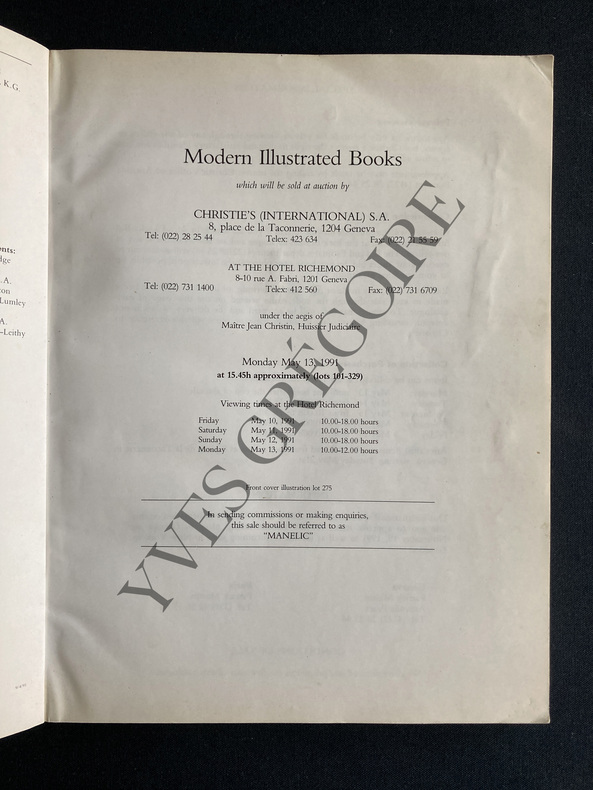 K.G.
Lumley
A.
-Leithy
Modern Illustrated Books
which will be sold at auction by
CHRISTIE'S (INTERNATIONAL) S.A.
8, place de la Taconnerie, 1204 Geneva
Tel: (022) 28 25 44 Telex: 423 634 Fax: (022) 21 55 59
AT THE HOTEL RICHEMOND
8-10 rue A. Fabri, 1201 Geneva
Tel: (022) 731 1400 Telex: 412 560 Fax: (022) 731 6709
under the aegis of
Maître Jean Christin, Huissier Judiciaire
Monday May 13, 1991
at 15.45h approximately (lots 101-329)
Viewing times at the Hotel Richemond
Friday May 10, 1991 10.00-18.00 hours
Saturday May 11, 1991 10.00-18.00 hours
Sunday May 12, 1991 10.00-18.00 hours
Monday May 13, 1991 10.00-12.00 hours
Front cover illustration lot 275
In sending commissions or making enquiries,
this sale should be referred to as
"MANELIC"
YVES GRÉGOIRE